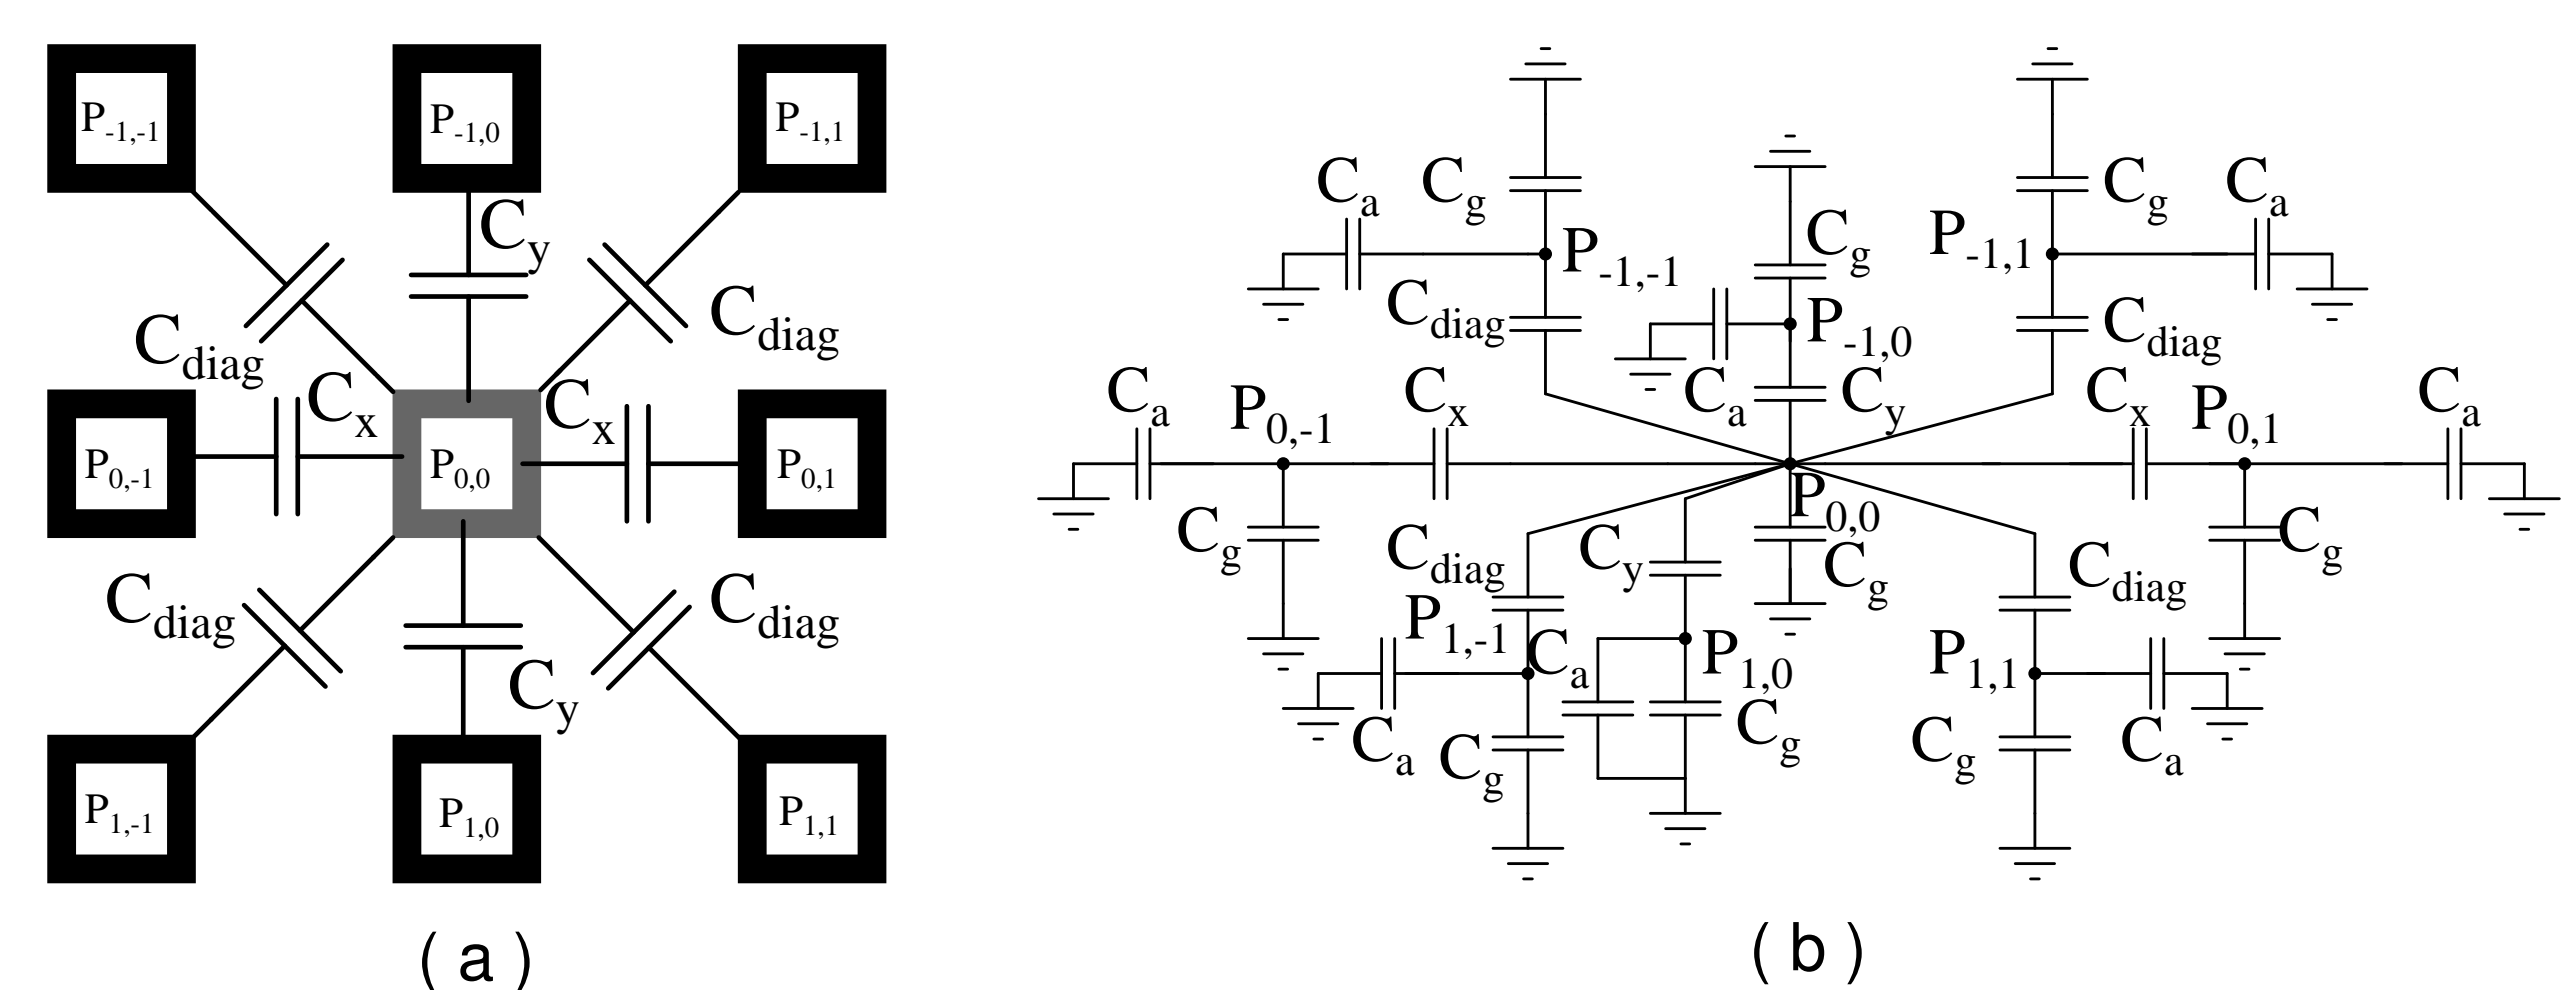 P-1,-1 P-1,0 P-1,1
Cy
Cdiag Cdiag
Cx Cx
P0,-1 P0,0 P0,1
Cdiag Cdiag
Cy
P1,-1 P1,0 P1,1
( a )
Ca Cg Cg Ca
P-1,-1 Cg P-1,1
Cdiag P-1,0 Cdiag
Ca P0,-1 Cx Ca Cy Cx P0,1 Ca
P0,0
Cg Cdiag Cy Cg Cdiag Cg
P1,-1 Ca P1,0 P1,1
Ca Cg Cg Cg Ca
( b )